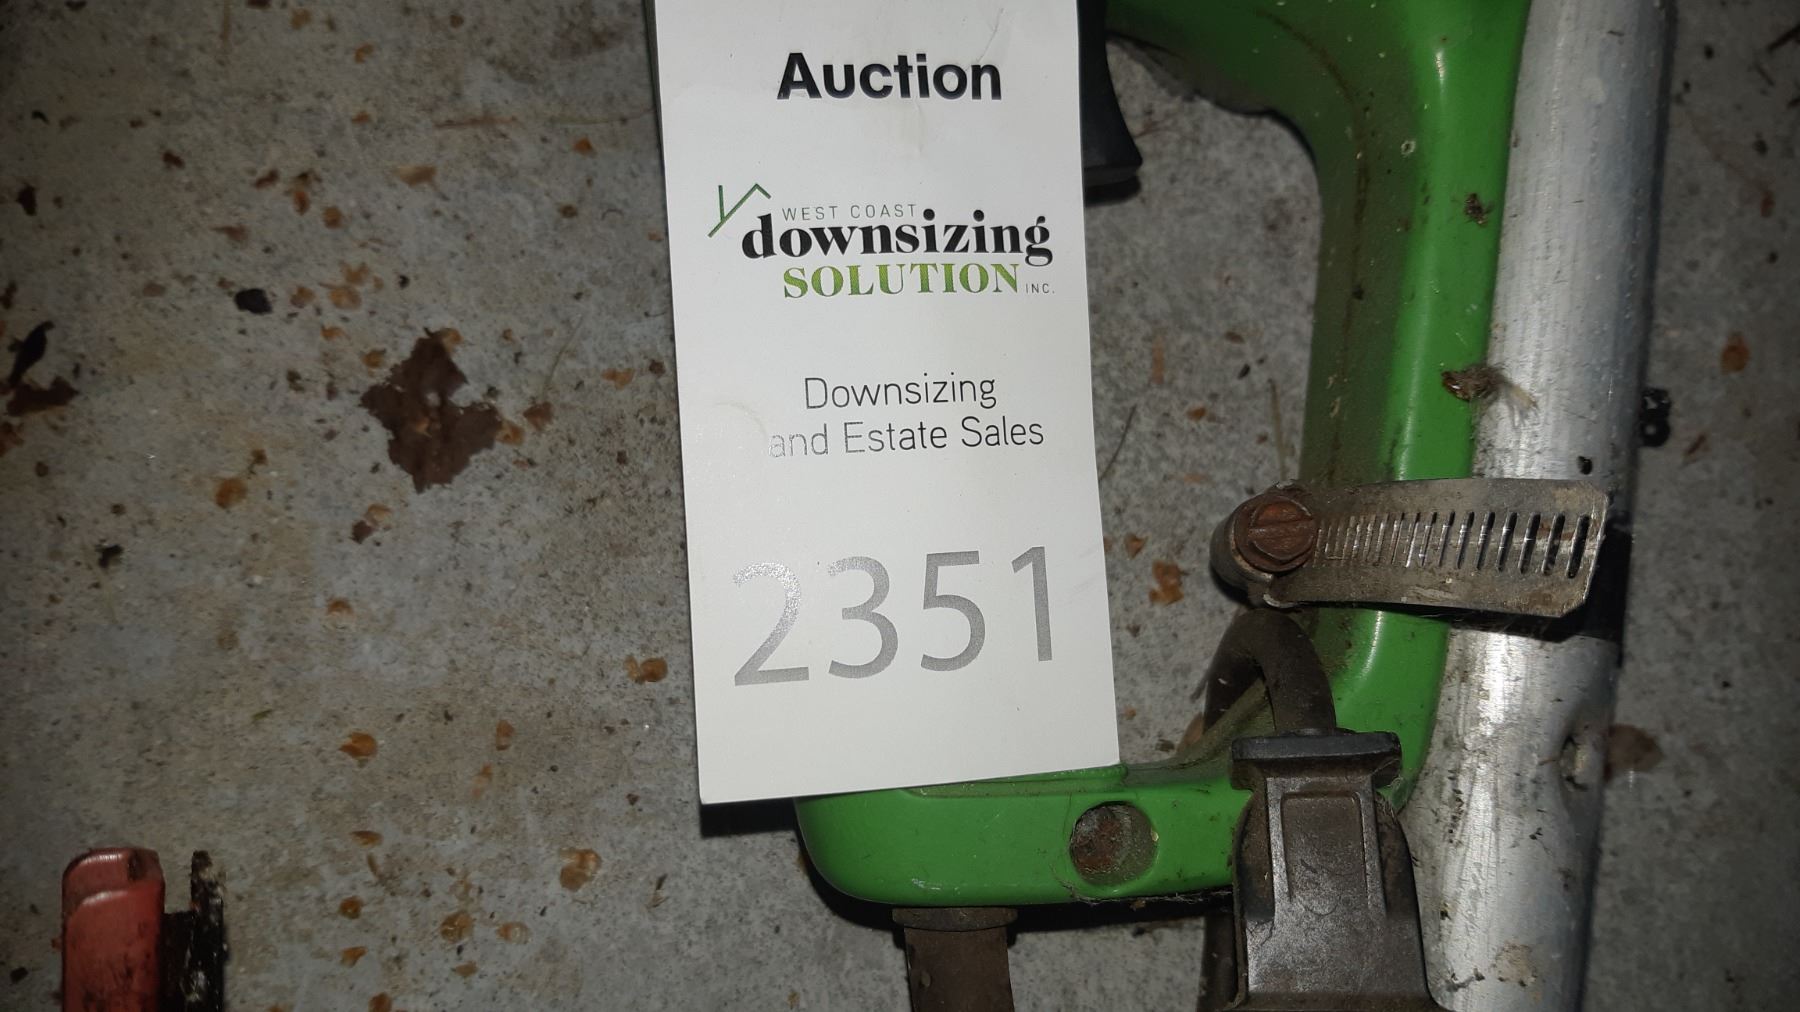 Auction
WEST COAST
downsizing
SOLUTION INC.
Downsizing
and Estate Sales
2351